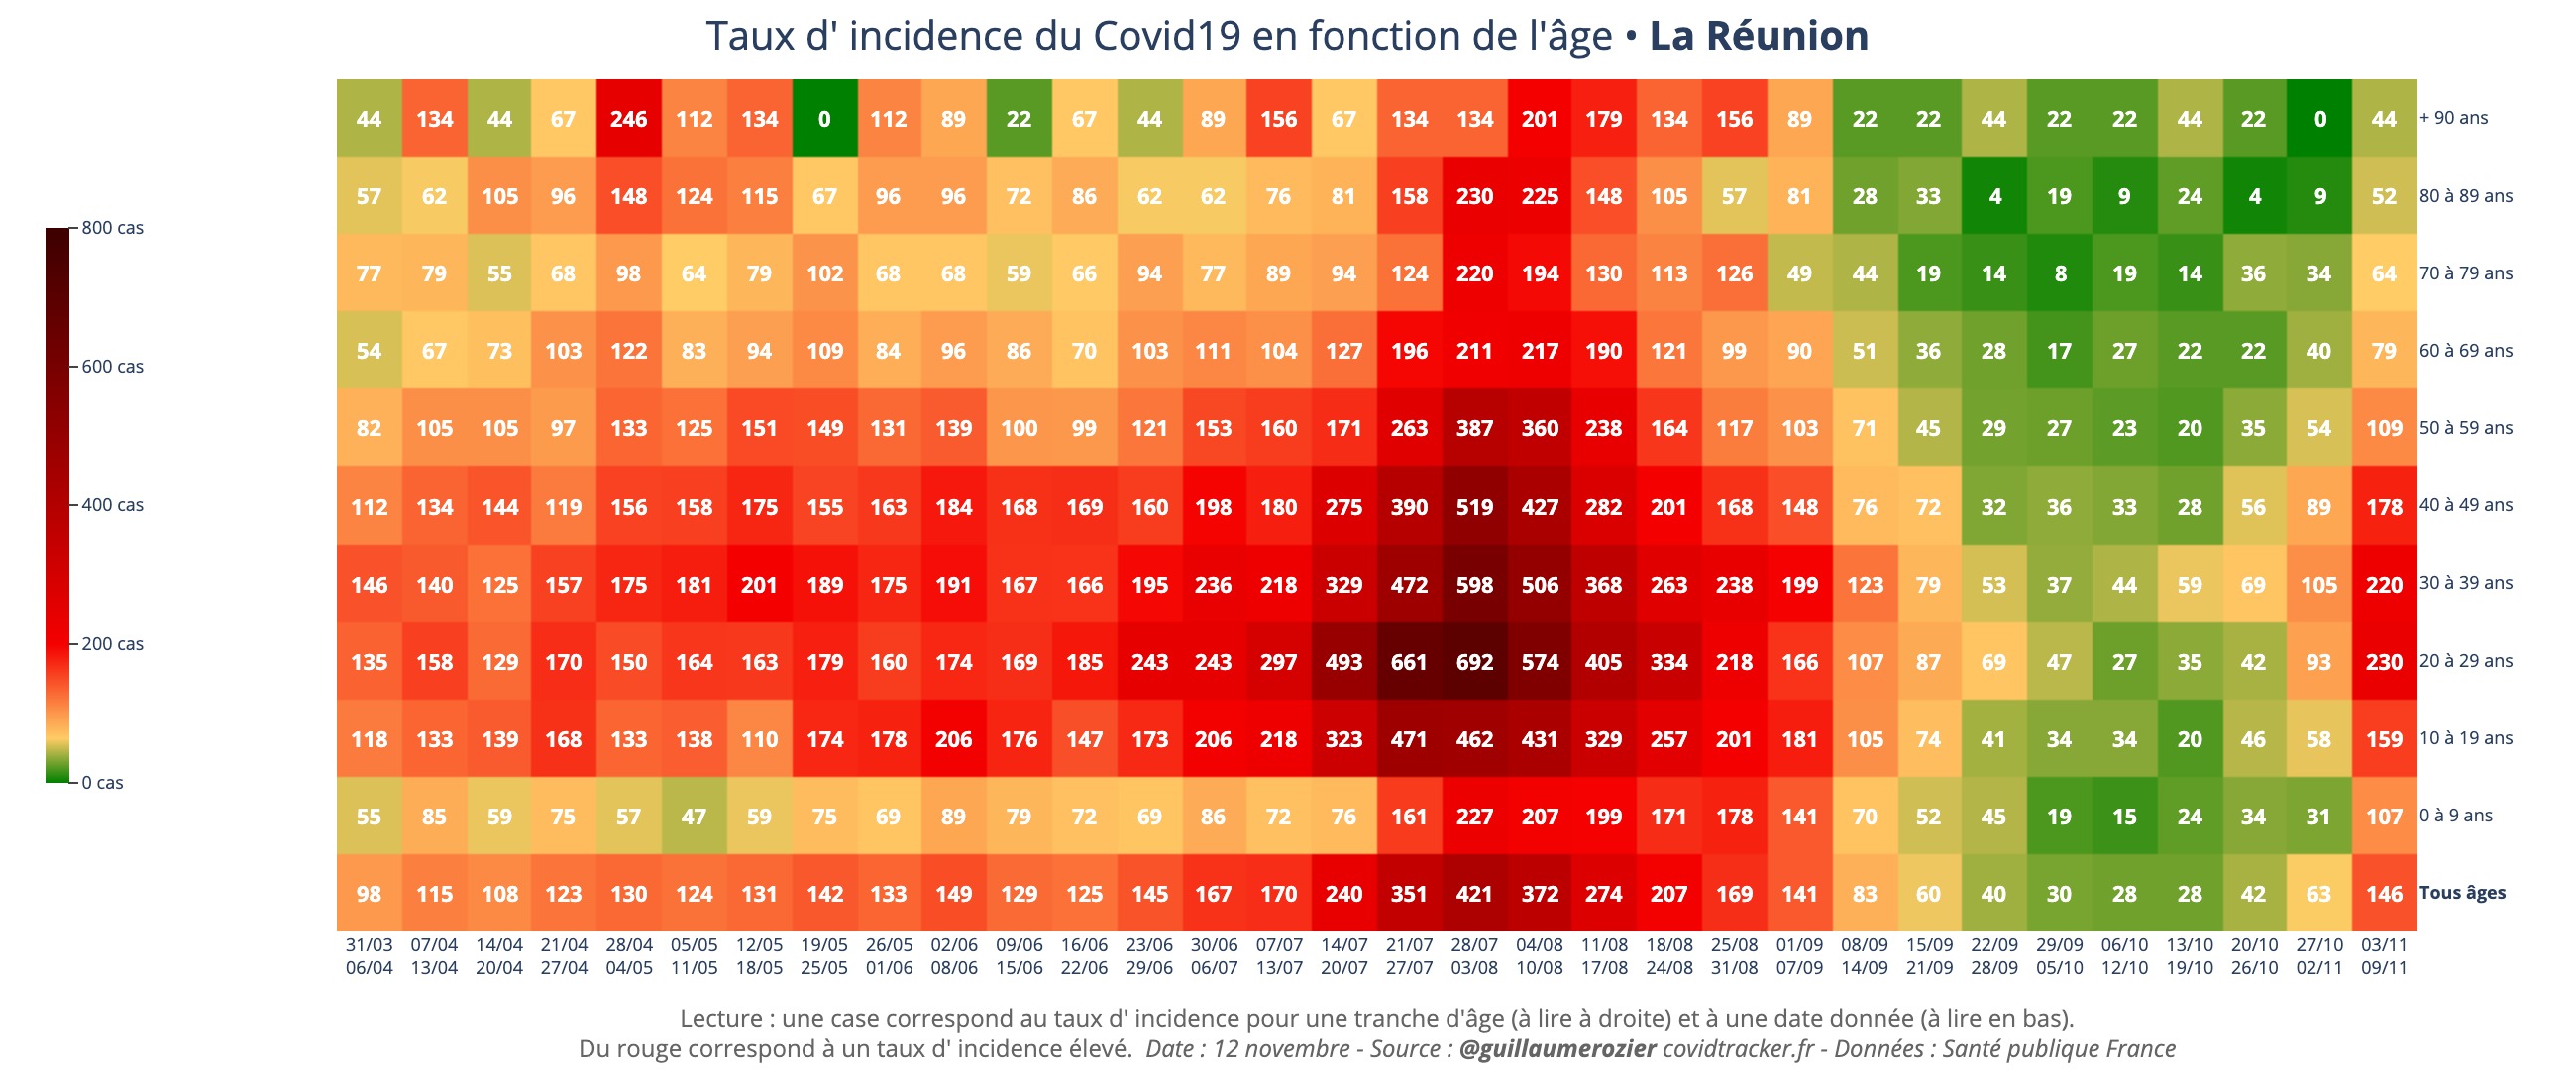 Taux d' incidence du Covid19 en fonction de l'âge • La Réunion
44 134 44 67 246 112 134 0 112 89 22 67 44 89 156 67 134 134 201 179 134 156 89 22 22 44 22 22 44 22 0 44 + 90 ans
57 62 105 96 148 124 115 67 96 96 72 86 62 62 76 81 158 230 225 148 105 57 81 28 33 4 19 9 24 4 9 52 80 à 89 ans
800 cas
77 79 55 68 98 64 79 102 68 68 59 66 94 77 89 94 124 220 194 130 113 126 49 44 19 14 8 19 14 36 34 64 70 à 79 ans
54 67 73 103 122 83 94 109 84 96 86 70 103 111 104 127 196 211 217 190 121 99 90 51 36 28 17 27 22 22 40 79 60 à 69 ans
600 cas
82 105 105 97 133 125 151 149 131 139 100 99 121 153 160 171 263 387 360 238 164 117 103 71 45 29 27 23 20 35 54 109 50 à 59 ans
400 cas
112 134 144 119 156 158 175 155 163 184 168 169 160 198 180 275 390 519 427 282 201 168 148 76 72 32 36 33 28 56 89 178 40 à 49 ans
146 140 125 157 175 181 201 189 175 191 167 166 195 236 218 329 472 598 506 368 263 238 199 123 79 53 37 44 59 69 105 220 30 à 39 ans
200 cas
135 158 129 170 150 164 163 179 160 174 169 185 243 243 297 493 661 692 574 405 334 218 166 107 87 69 47 27 35 42 93 230 20 à 29 ans
118 133 139 168 133 138 110 174 178 206 176 147 173 206 218 323 471 462 431 329 257 201 181 105 74 41 34 34 20 46 58 159 10 à 19 ans
0 cas
55 85 59 75 57 47 59 75 69 89 79 72 69 86 72 76 161 227 207 199 171 178 141 70 52 45 19 15 24 34 31 107 0 à 9 ans
98 115 108 123 130 124 131 142 133 149 129 125 145 167 170 240 351 421 372 274 207 169 141 83 60 40 30 28 28 42 63 146 Tous âges
31/03 07/04 14/04 21/04 28/04 05/05 12/05 19/05 26/05 02/06 09/06 16/06 23/06 30/06 07/07 14/07 21/07 28/07 04/08 11/08 18/08 25/08 01/09 08/09 15/09 22/09 29/09 06/10 13/10 20/10 27/10 03/11
06/04 13/04 20/04 27/04 04/05 11/05 18/05 25/05 01/06 08/06 15/06 22/06 29/06 06/07 13/07 20/07 27/07 03/08 10/08 17/08 24/08 31/08 07/09 14/09 21/09 28/09 05/10 12/10 19/10 26/10 02/11 09/11
Lecture : une case correspond au taux d' incidence pour une tranche d'âge (à lire à droite) et à une date donnée (à lire en bas).
Du rouge correspond à un taux d' incidence élevé. Date : 12 novembre - Source : @guillaumerozier covidtracker.fr - Données : Santé publique France